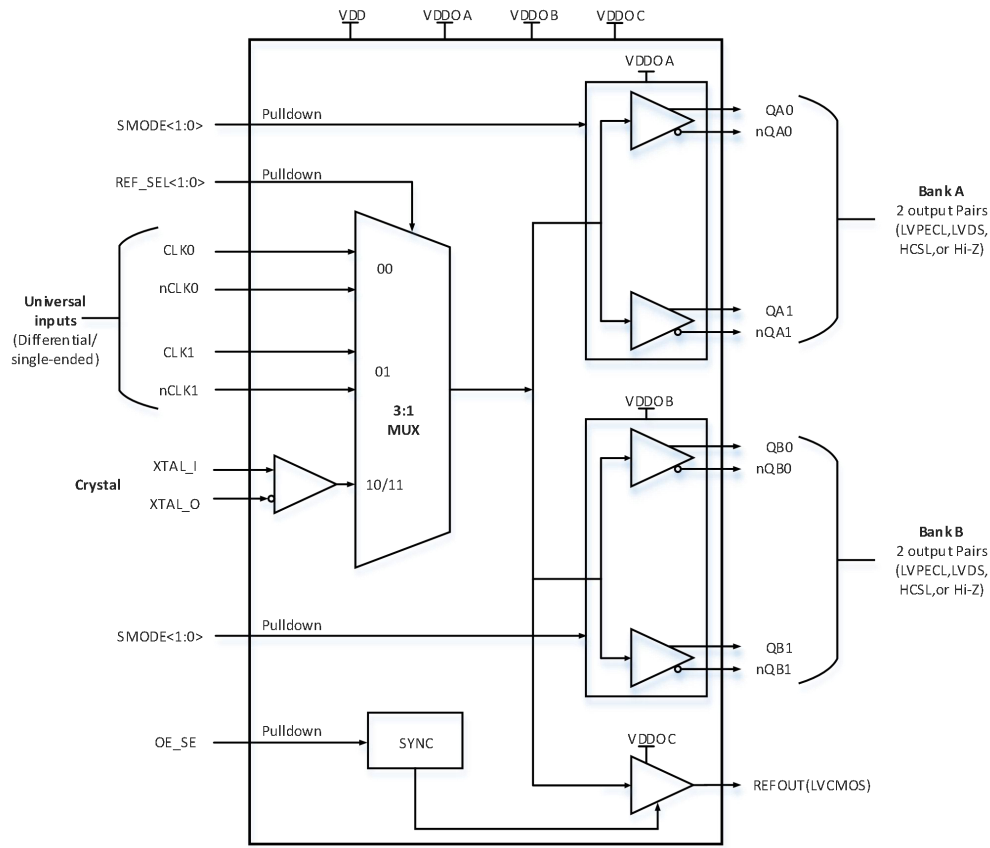 VDD
VDDOA
VDDOB
VDDOC
VDDOA
SMODE<1:0>
Pulldown
QA0
nQA0
REF_SEL<1:0>
Pulldown
Bank A
2 output Pairs
(LVPECL,LVDS,
HCSL,or Hi-Z)
CLK0
00
nCLK0
Universal
inputs
(Differential/
single-ended)
QA1
nQA1
CLK1
01
nCLK1
3:1
MUX
VDDOB
QB0
nQB0
Crystal
XTAL_I
XTAL_O
10/11
Bank B
2 output Pairs
(LVPECL,LVDS,
HCSL,or Hi-Z)
SMODE<1:0>
Pulldown
QB1
nQB1
OE_SE
Pulldown
SYNC
VDDOC
REFOUT(LVCMOS)